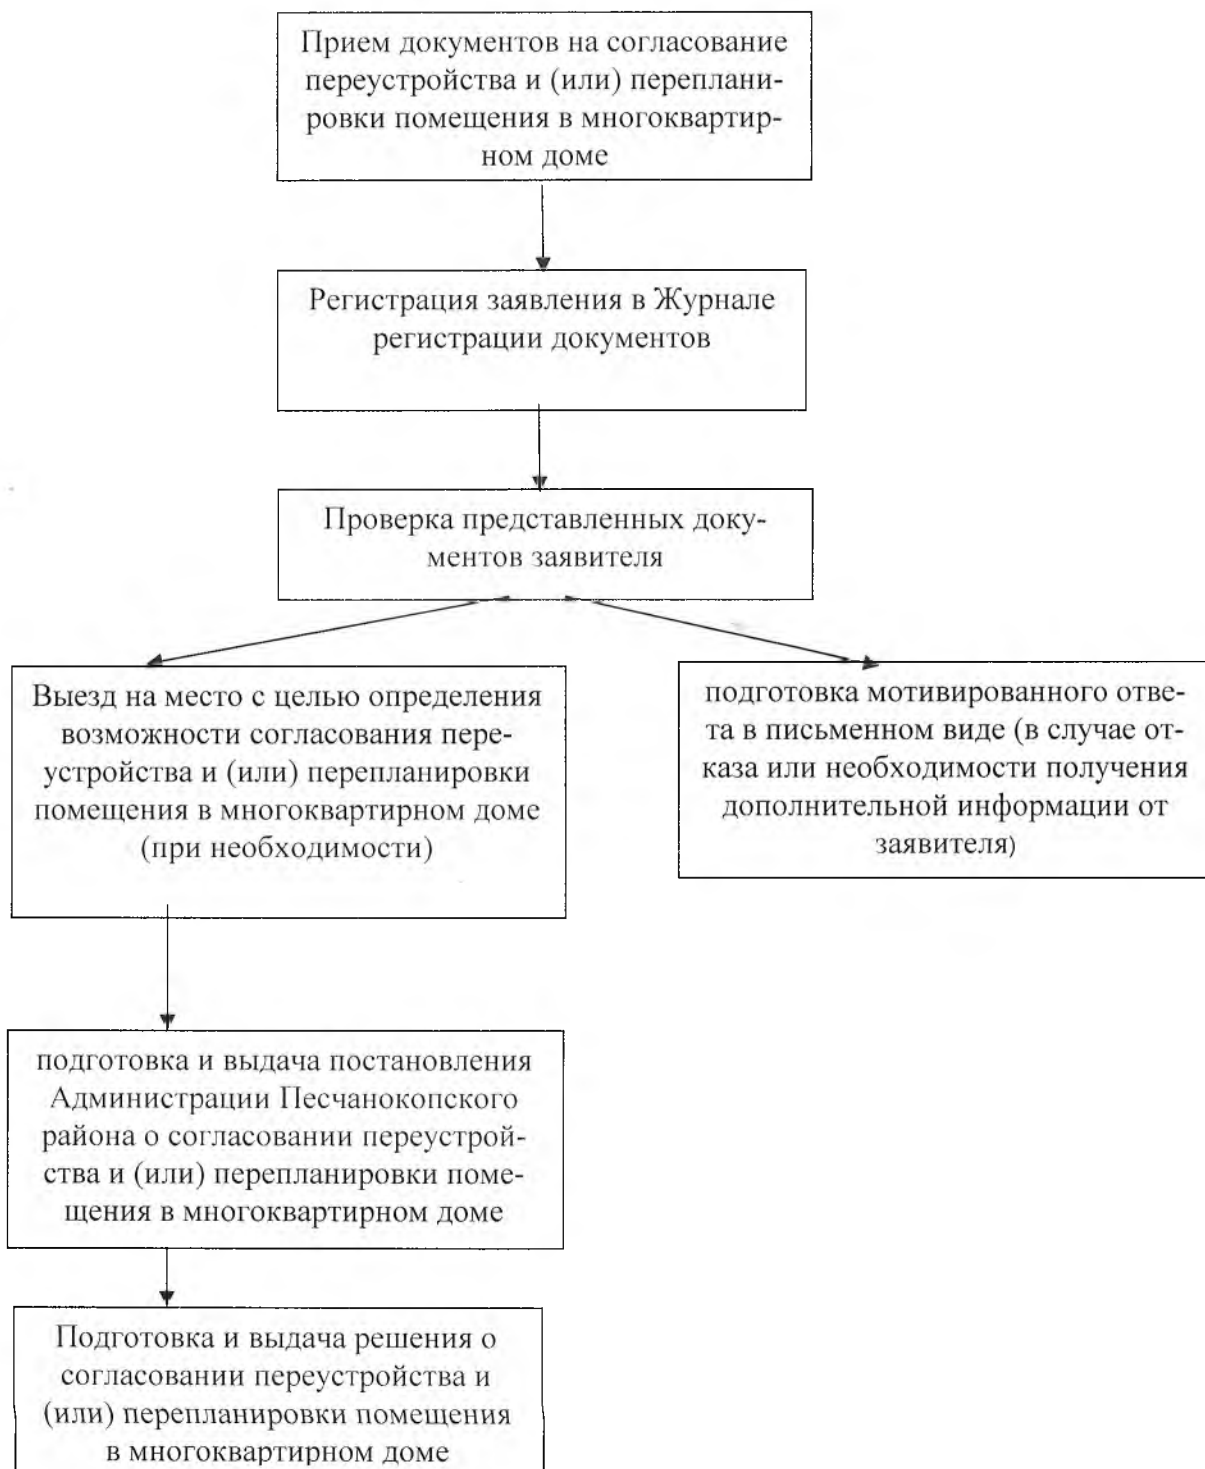 Прием документов на согласование
переустройства и (или) переплани-
ровки помещения в многоквартир-
ном доме
Регистрация заявления в Журнале
регистрации документов
Проверка представленных доку-
ментов заявителя
Выезд на место с целью определения
возможности согласования пере-
устройства и (или) перепланировки
помещения в многоквартирном доме
(при необходимости)
подготовка мотивированного отве-
та в письменном виде (в случае от-
каза или необходимости получения
дополнительной информации от
заявителя)
подготовка и выдача постановления
Администрации Песчанокопского
района о согласовании переустрой-
ства и (или) перепланировки поме-
щения в многоквартирном доме
Подготовка и выдача решения о
согласовании переустройства и
(или) перепланировки помещения
в многоквартирном доме